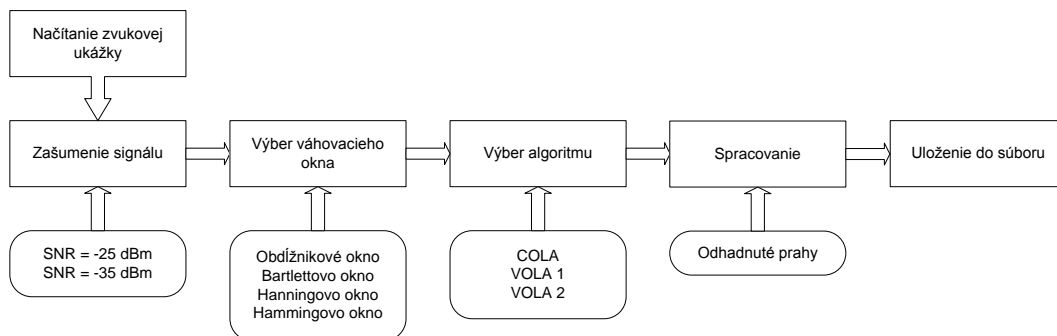 Načítanie zvukovej
ukážky
Zašumenie signálu
Výber váhovacieho
okna
Výber algoritmu
Spracovanie
Uloženie do súboru
SNR = -25 dBm
SNR = -35 dBm
Obdĺžnikové okno
Bartlettovo okno
Hanningovo okno
Hammingovo okno
COLA
VOLA 1
VOLA 2
Odhadnuté prahy